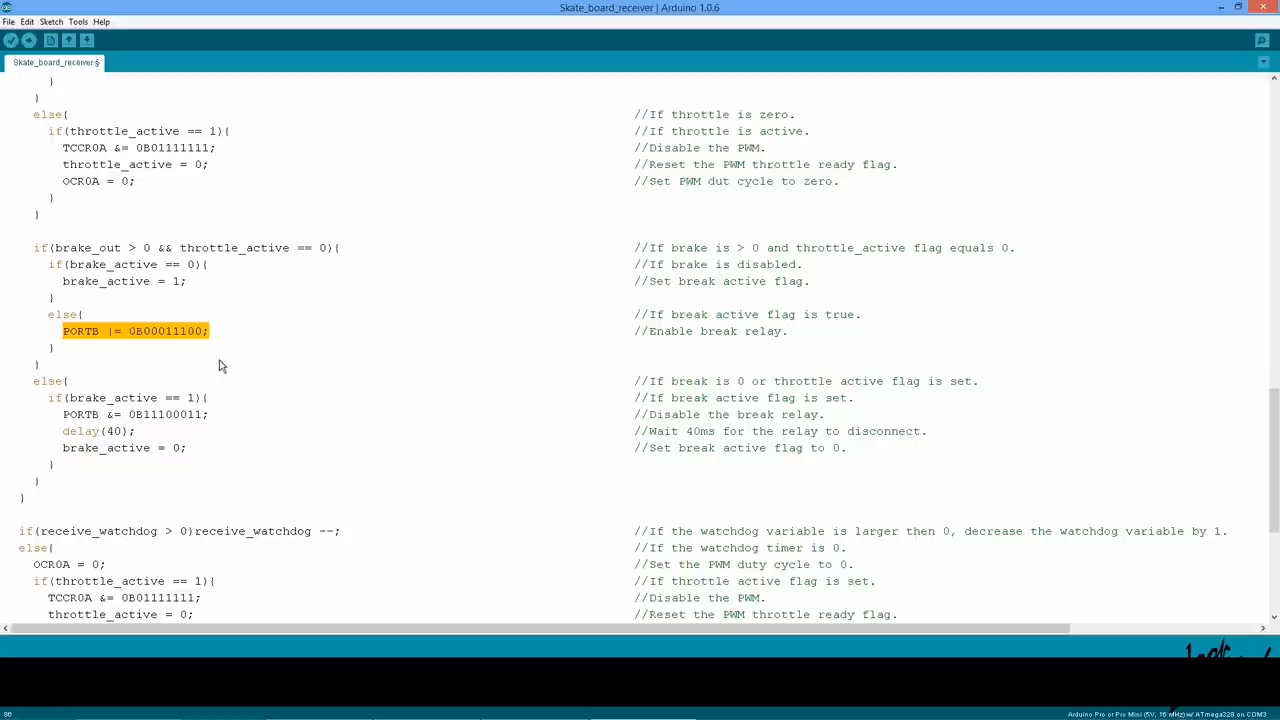 Skate_board_receiver | Arduino 1.0.6
File Edit Sketch Tools Help
Skate_board_receiver §
}
}
else{ //If throttle is zero.
if(throttle_active == 1){ //If throttle is active.
TCCR0A &= 0B01111111; //Disable the PWM.
throttle_active = 0; //Reset the PWM throttle ready flag.
OCR0A = 0; //Set PWM dut cycle to zero.
}
}
if(brake_out > 0 && throttle_active == 0){ //If brake is > 0 and throttle_active flag equals 0.
if(brake_active == 0){ //If brake is disabled.
brake_active = 1; //Set break active flag.
}
else{ //If break active flag is true.
PORTB |= 0B00011100; //Enable break relay.
}
}
else{ //If break is 0 or throttle active flag is set.
if(brake_active == 1){ //If break active flag is set.
PORTB &= 0B11100011; //Disable the break relay.
delay(40); //Wait 40ms for the relay to disconnect.
brake_active = 0; //Set break active flag to 0.
}
}
}
if(receive_watchdog > 0)receive_watchdog --; //If the watchdog variable is larger then 0, decrease the watchdog variable by 1.
else{ //If the watchdog timer is 0.
OCR0A = 0; //Set the PWM duty cycle to 0.
if(throttle_active == 1){ //If throttle active flag is set.
TCCR0A &= 0B01111111; //Disable the PWM.
throttle_active = 0; //Reset the PWM throttle ready flag.
86 Arduino Pro or Pro Mini (5V, 16 MHz) w/ ATmega328 on COM3